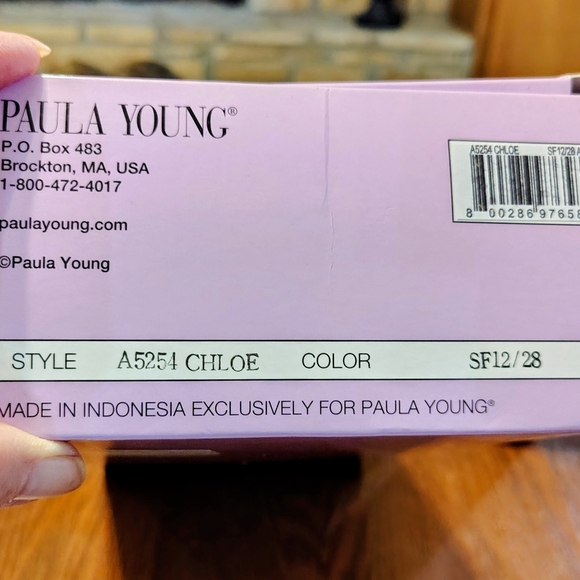 PAULA YOUNG®
P.O. Box 483
Brockton, MA, USA
1-800-472-4017
paulayoung.com
©Paula Young
A5254 CHLOE SF12/28 A
8 00286 97658
STYLE A5254 CHLOE COLOR SF12/28
MADE IN INDONESIA EXCLUSIVELY FOR PAULA YOUNG®